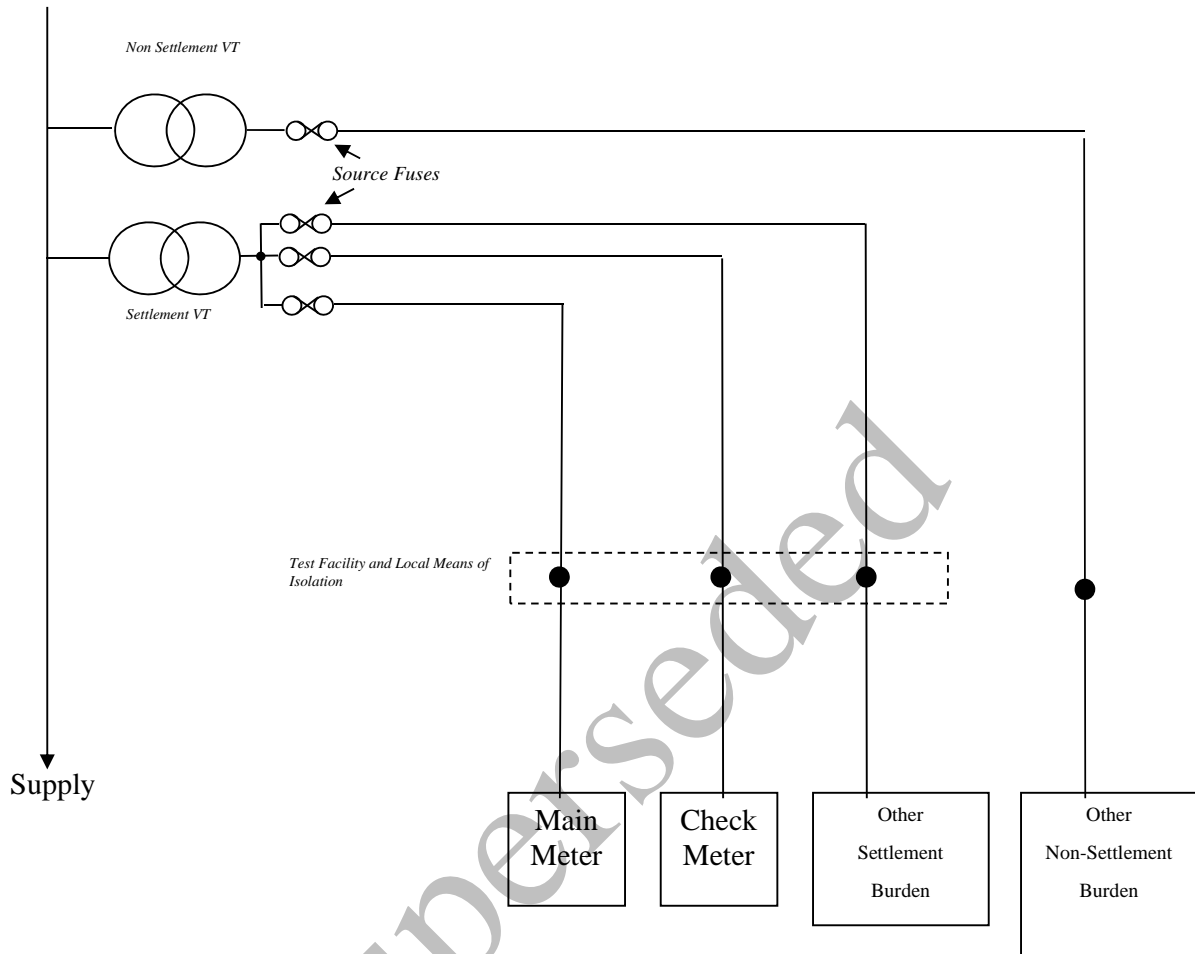 Non Settlement VT
Source Fuses
Settlement VT
Test Facility and Local Means of
Isolation
Supply
Main
Meter
Check
Meter
Other
Settlement
Burden
Other
Non-Settlement
Burden
perseded